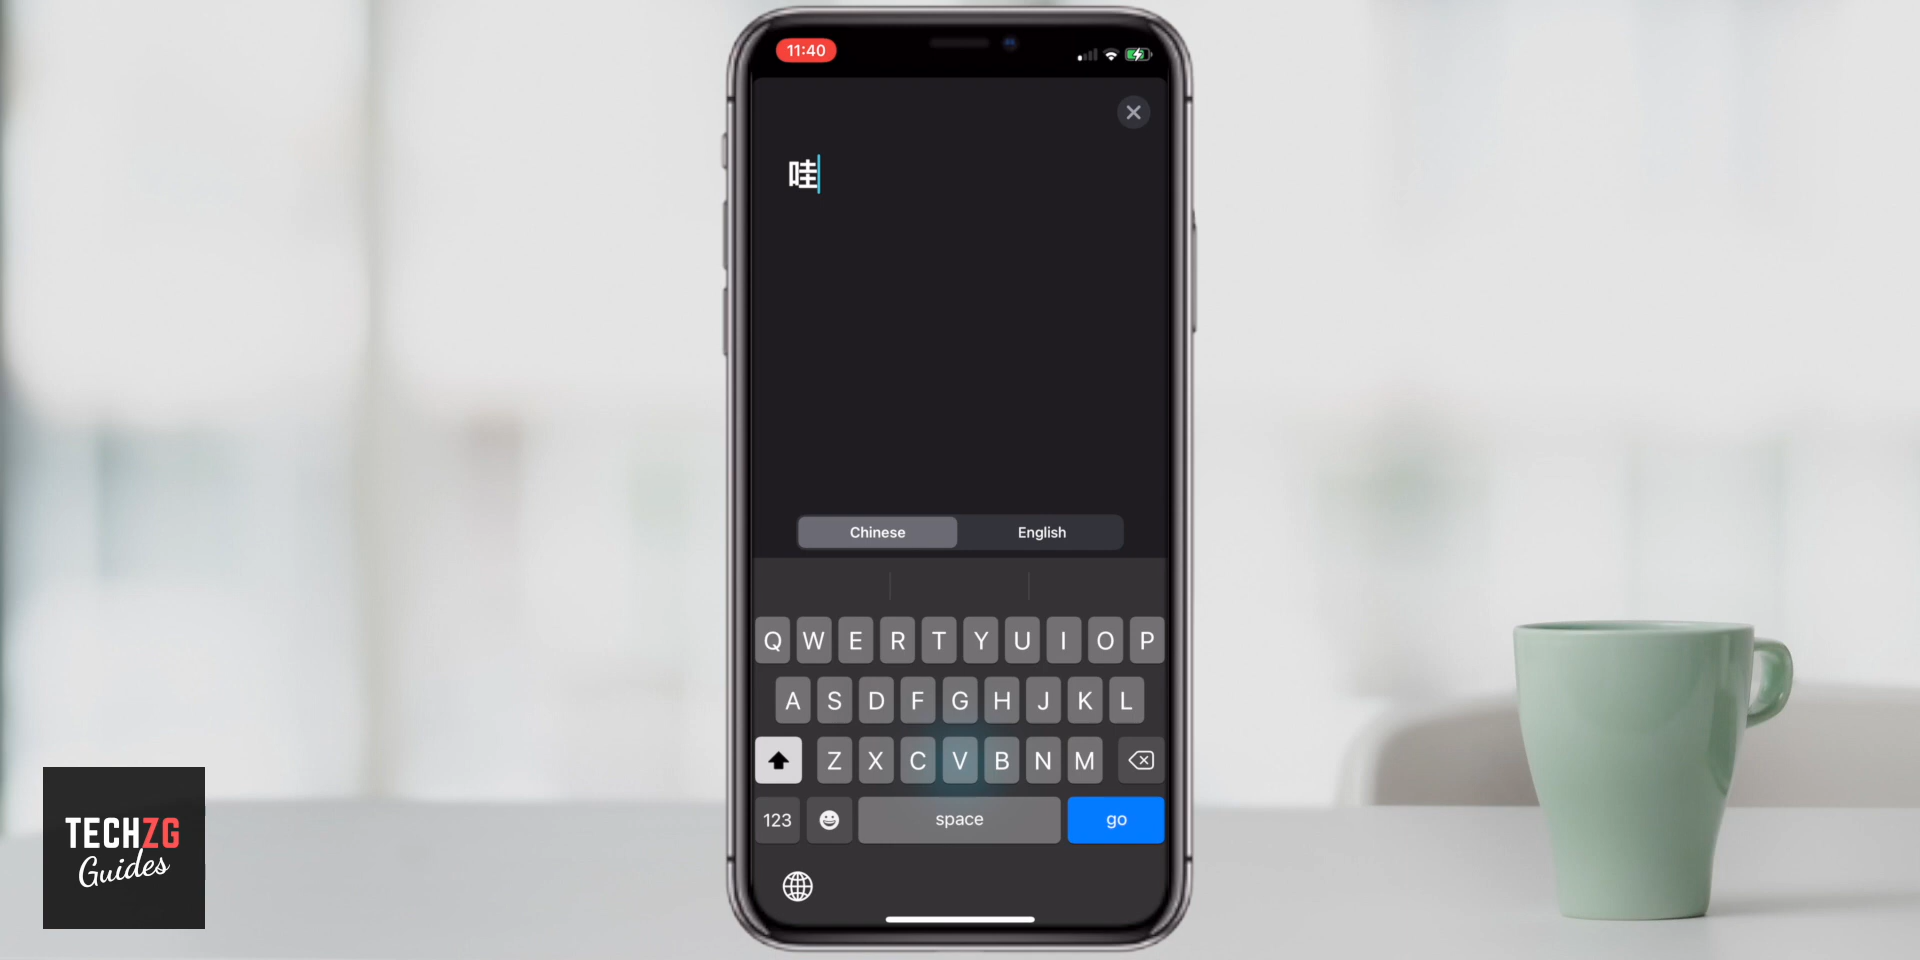 11:40
哇
Chinese English
Q W E R T Y U I O P
A S D F G H J K L
Z X C V B N M
123 space go
TECHZG
Guides